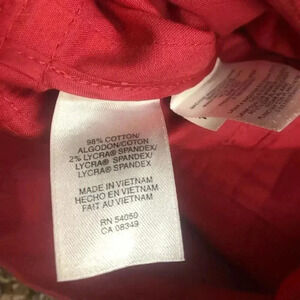 98% COTTON/
ALGODON/COTON
2% LYCRA® SPANDEX/
LYCRA® SPANDEX/
LYCRA® SPANDEX
MADE IN VIETNAM
HECHO EN VIETNAM
FAIT AU VIETNAM
RN 54050
CA 08349